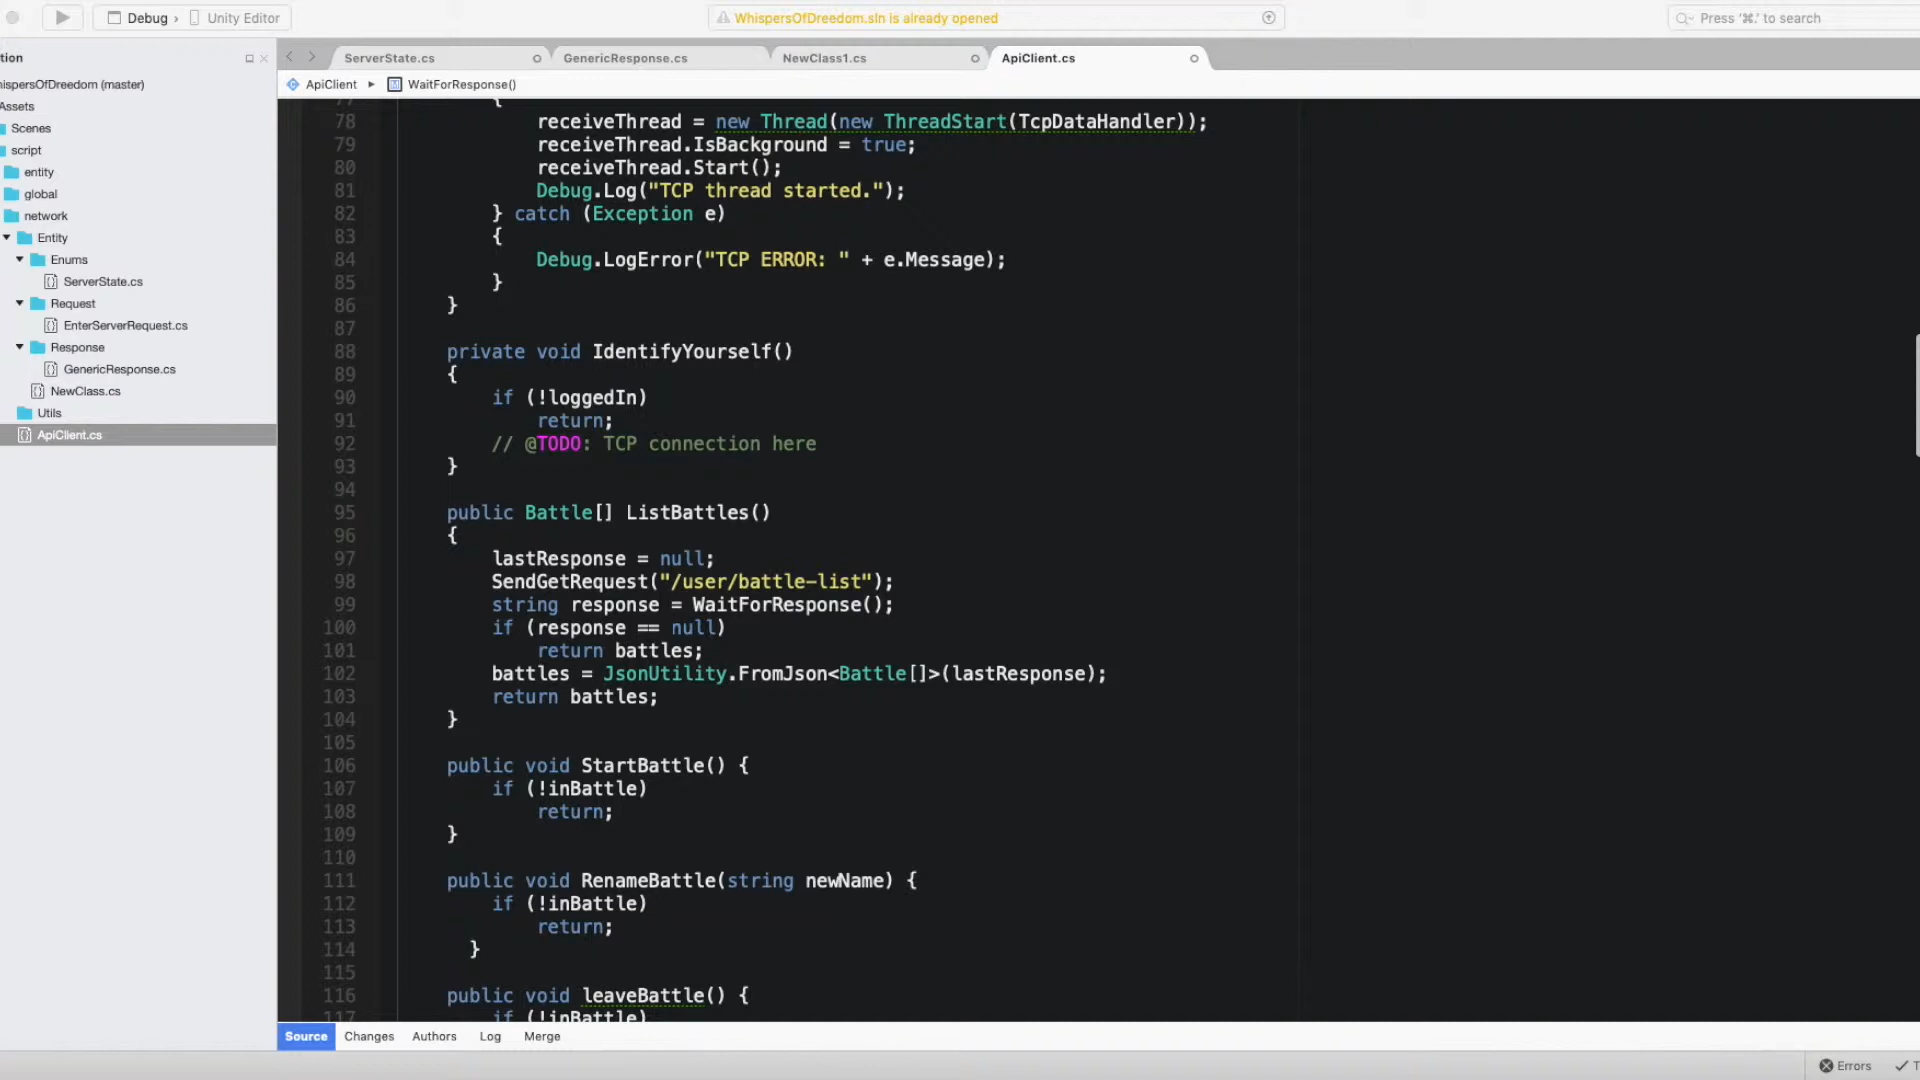 Debug › Unity Editor
WhispersOfDreedom.sln is already opened
Press '⌘.' to search
tion
hispersOfDreedom (master)
Assets
Scenes
script
entity
global
network
Entity
Enums
ServerState.cs
Request
EnterServerRequest.cs
Response
GenericResponse.cs
NewClass.cs
Utils
ApiClient.cs
ServerState.cs
GenericResponse.cs
NewClass1.cs
ApiClient.cs
ApiClient ▸ WaitForResponse()
77 {
78 receiveThread = new Thread(new ThreadStart(TcpDataHandler));
79 receiveThread.IsBackground = true;
80 receiveThread.Start();
81 Debug.Log("TCP thread started.");
82 } catch (Exception e)
83 {
84 Debug.LogError("TCP ERROR: " + e.Message);
85 }
86 }
87
88 private void IdentifyYourself()
89 {
90 if (!loggedIn)
91 return;
92 // @TODO: TCP connection here
93 }
94
95 public Battle[] ListBattles()
96 {
97 lastResponse = null;
98 SendGetRequest("/user/battle-list");
99 string response = WaitForResponse();
100 if (response == null)
101 return battles;
102 battles = JsonUtility.FromJson<Battle[]>(lastResponse);
103 return battles;
104 }
105
106 public void StartBattle() {
107 if (!inBattle)
108 return;
109 }
110
111 public void RenameBattle(string newName) {
112 if (!inBattle)
113 return;
114 }
115
116 public void leaveBattle() {
117 if (!inBattle)
Source Changes Authors Log Merge
Errors ✓ T